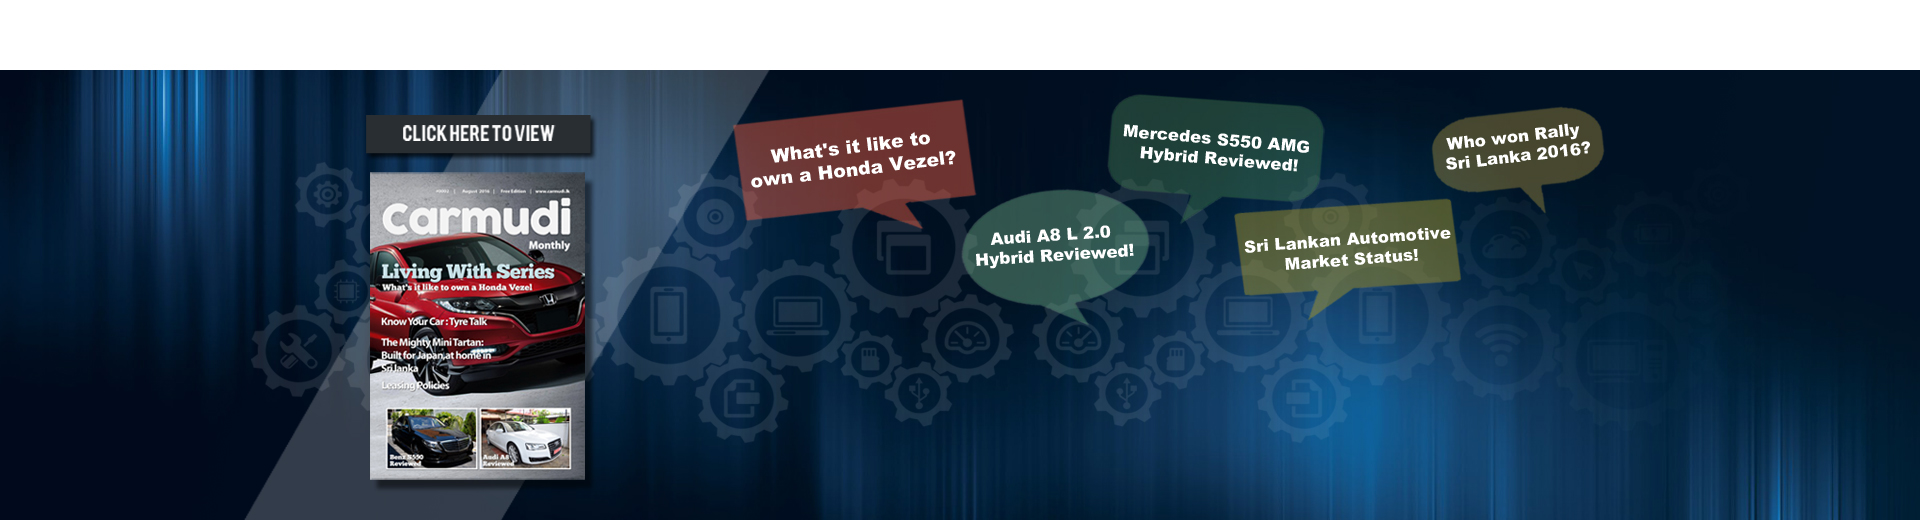 CLICK HERE TO VIEW
August 2016 | Free Edition | www.carmudi.lk
Carmudi
Monthly
Living With Series
What's it like to own a Honda Vezel
Know Your Car : Tyre Talk
The Mighty Mini Tartan:
Built for Japan,at home in
Sri lanka
Leasing Policies
Benz S550
Reviewed
Audi A8
Reviewed
What's it like to
own a Honda Vezel?
Audi A8 L 2.0
Hybrid Reviewed!
Mercedes S550 AMG
Hybrid Reviewed!
Sri Lankan Automotive
Market Status!
Who won Rally
Sri Lanka 2016?